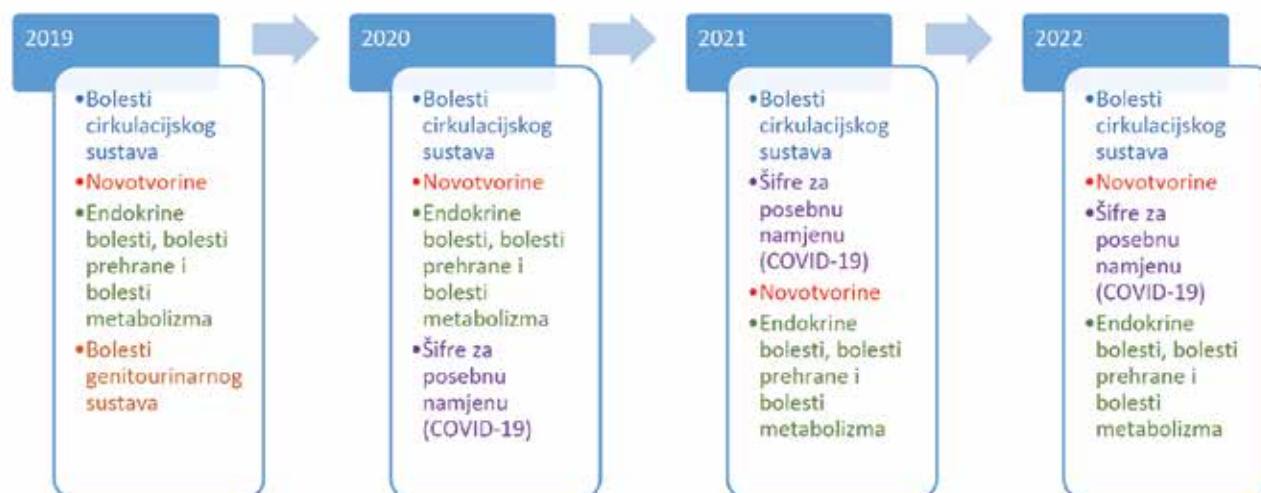 2019
•Bolesti
cirkulacijskog
sustava
•Novotvorine
•Endokrine
bolesti, bolesti
prehrane i
bolesti
metabolizma
•Bolesti
genitourinarnog
sustava
2020
•Bolesti
cirkulacijskog
sustava
•Novotvorine
•Endokrine
bolesti, bolesti
prehrane i
bolesti
metabolizma
•Šifre za
posebnu
namjenu
(COVID-19)
2021
•Bolesti
cirkulacijskog
sustava
•Šifre za
posebnu
namjenu
(COVID-19)
•Novotvorine
•Endokrine
bolesti, bolesti
prehrane i
bolesti
metabolizma
2022
•Bolesti
cirkulacijskog
sustava
•Novotvorine
•Šifre za
posebnu
namjenu
(COVID-19)
•Endokrine
bolesti, bolesti
prehrane i
bolesti
metabolizma